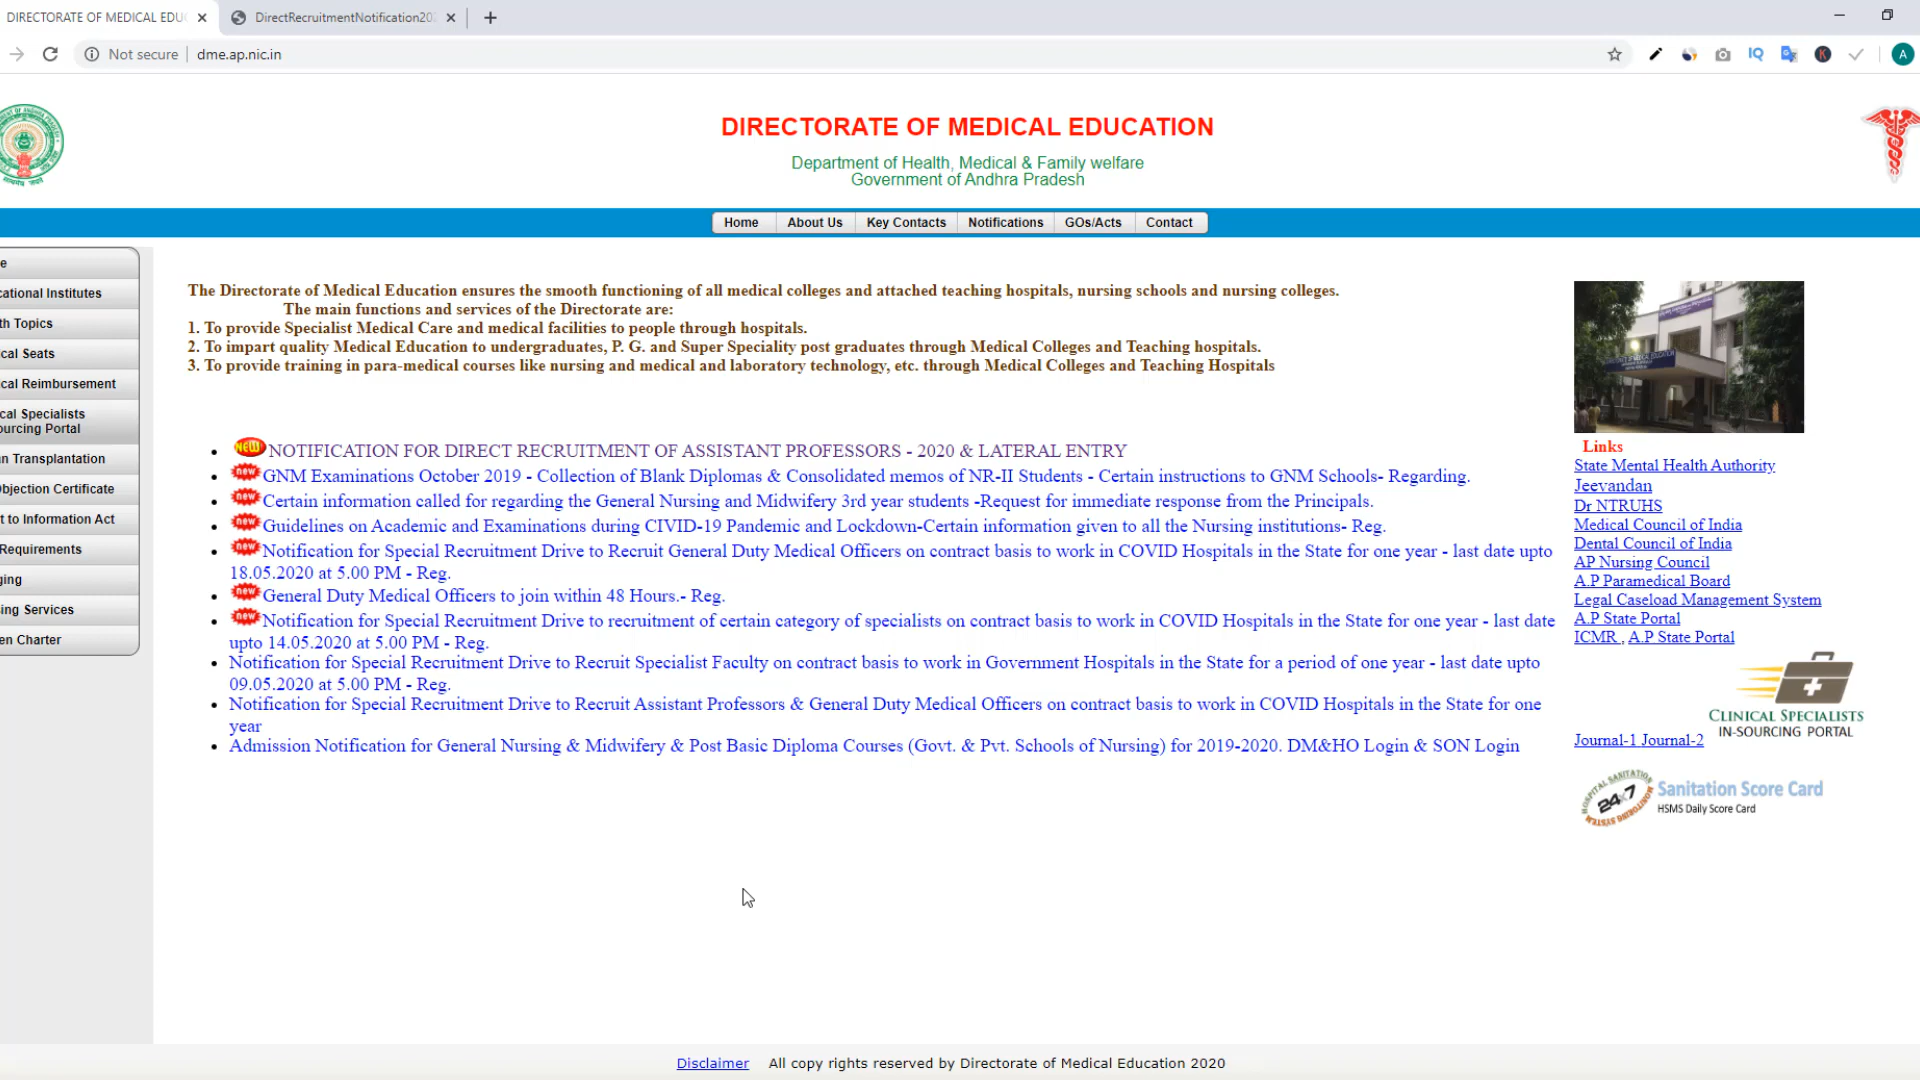 DIRECTORATE OF MEDICAL EDU
DirectRecruitmentNotification202
Not secure
dme.ap.nic.in
IQ
K
A
DIRECTORATE OF MEDICAL EDUCATION
Department of Health, Medical & Family welfare
Government of Andhra Pradesh
Home
About Us
Key Contacts
Notifications
GOs/Acts
Contact
e
cational Institutes
th Topics
cal Seats
cal Reimbursement
cal Specialists
ourcing Portal
n Transplantation
bjection Certificate
t to Information Act
Requirements
ging
ing Services
en Charter
The Directorate of Medical Education ensures the smooth functioning of all medical colleges and attached teaching hospitals, nursing schools and nursing colleges.
The main functions and services of the Directorate are:
1. To provide Specialist Medical Care and medical facilities to people through hospitals.
2. To impart quality Medical Education to undergraduates, P. G. and Super Speciality post graduates through Medical Colleges and Teaching hospitals.
3. To provide training in para-medical courses like nursing and medical and laboratory technology, etc. through Medical Colleges and Teaching Hospitals
NEW NOTIFICATION FOR DIRECT RECRUITMENT OF ASSISTANT PROFESSORS - 2020 & LATERAL ENTRY
new GNM Examinations October 2019 - Collection of Blank Diplomas & Consolidated memos of NR-II Students - Certain instructions to GNM Schools- Regarding.
new Certain information called for regarding the General Nursing and Midwifery 3rd year students -Request for immediate response from the Principals.
new Guidelines on Academic and Examinations during CIVID-19 Pandemic and Lockdown-Certain information given to all the Nursing institutions- Reg.
new Notification for Special Recruitment Drive to Recruit General Duty Medical Officers on contract basis to work in COVID Hospitals in the State for one year - last date upto
18.05.2020 at 5.00 PM - Reg.
new General Duty Medical Officers to join within 48 Hours.- Reg.
new Notification for Special Recruitment Drive to recruitment of certain category of specialists on contract basis to work in COVID Hospitals in the State for one year - last date
upto 14.05.2020 at 5.00 PM - Reg.
Notification for Special Recruitment Drive to Recruit Specialist Faculty on contract basis to work in Government Hospitals in the State for a period of one year - last date upto
09.05.2020 at 5.00 PM - Reg.
Notification for Special Recruitment Drive to Recruit Assistant Professors & General Duty Medical Officers on contract basis to work in COVID Hospitals in the State for one
year
Admission Notification for General Nursing & Midwifery & Post Basic Diploma Courses (Govt. & Pvt. Schools of Nursing) for 2019-2020. DM&HO Login & SON Login
Links
State Mental Health Authority
Jeevandan
Dr NTRUHS
Medical Council of India
Dental Council of India
AP Nursing Council
A.P Paramedical Board
Legal Caseload Management System
A.P State Portal
ICMR , A.P State Portal
CLINICAL SPECIALISTS
IN-SOURCING PORTAL
Journal-1 Journal-2
HOSPITAL SANITATION MONITORING SYSTEM
24x7
Sanitation Score Card
HSMS Daily Score Card
Disclaimer
All copy rights reserved by Directorate of Medical Education 2020